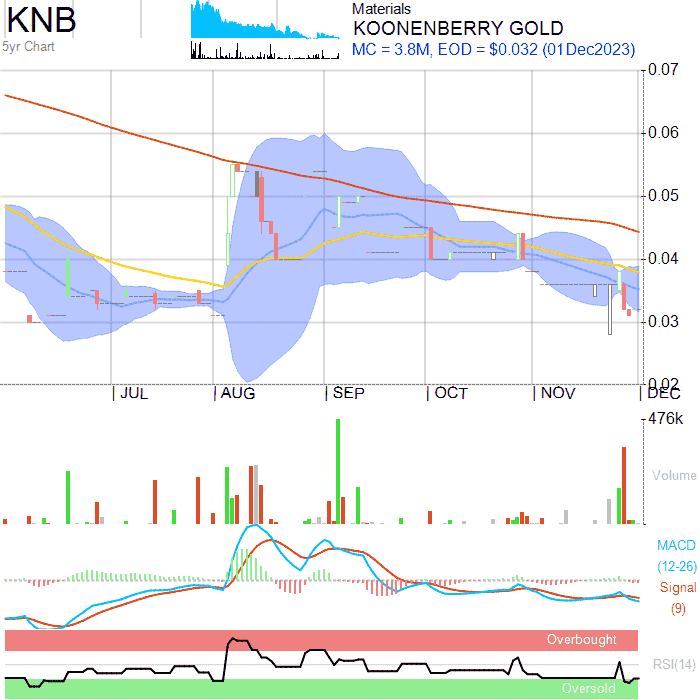 KNB
5yr Chart
Materials
KOONENBERRY GOLD
MC = 3.8M, EOD = $0.032 (01Dec2023)
0.07
0.06
0.05
0.04
0.03
0.02
JUL AUG SEP OCT NOV DEC
476k
Volume
MACD
(12-26)
Signal
(9)
Overbought
RSI(14)
Oversold